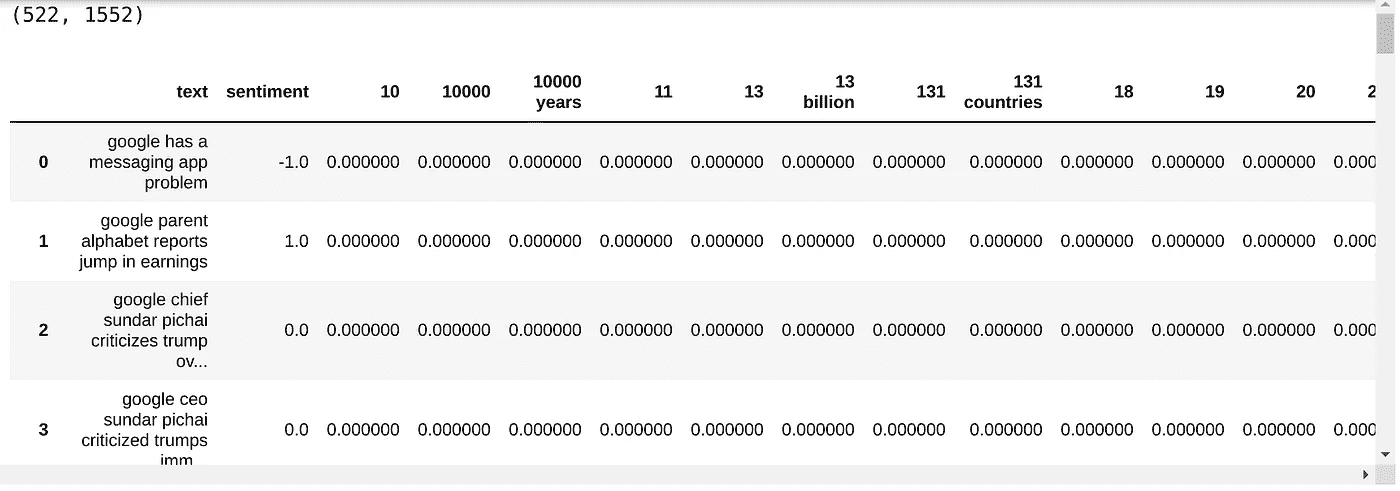 (522, 1552)
text sentiment 10 10000 10000 years 11 13 13 billion 131 131 countries 18 19 20 2
0 google has a messaging app problem -1.0 0.000000 0.000000 0.000000 0.000000 0.000000 0.000000 0.000000 0.000000 0.000000 0.000000 0.000000 0.000
1 google parent alphabet reports jump in earnings 1.0 0.000000 0.000000 0.000000 0.000000 0.000000 0.000000 0.000000 0.000000 0.000000 0.000000 0.000000 0.000
2 google chief sundar pichai criticizes trump ov... 0.0 0.000000 0.000000 0.000000 0.000000 0.000000 0.000000 0.000000 0.000000 0.000000 0.000000 0.000000 0.000
3 google ceo sundar pichai criticized trumps imm... 0.0 0.000000 0.000000 0.000000 0.000000 0.000000 0.000000 0.000000 0.000000 0.000000 0.000000 0.000000 0.000